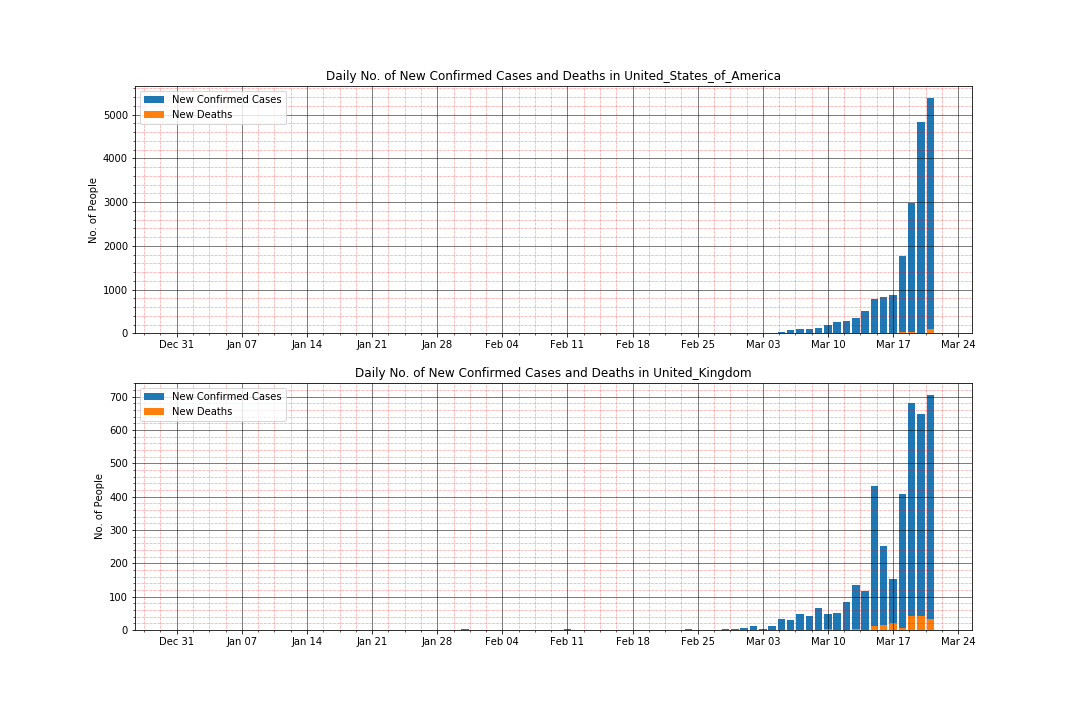 Daily No. of New Confirmed Cases and Deaths in United_States_of_America
New Confirmed Cases
New Deaths
No. of People
5000
4000
3000
2000
1000
0
Dec 31 Jan 07 Jan 14 Jan 21 Jan 28 Feb 04 Feb 11 Feb 18 Feb 25 Mar 03 Mar 10 Mar 17 Mar 24
Daily No. of New Confirmed Cases and Deaths in United_Kingdom
New Confirmed Cases
New Deaths
No. of People
700
600
500
400
300
200
100
0
Dec 31 Jan 07 Jan 14 Jan 21 Jan 28 Feb 04 Feb 11 Feb 18 Feb 25 Mar 03 Mar 10 Mar 17 Mar 24